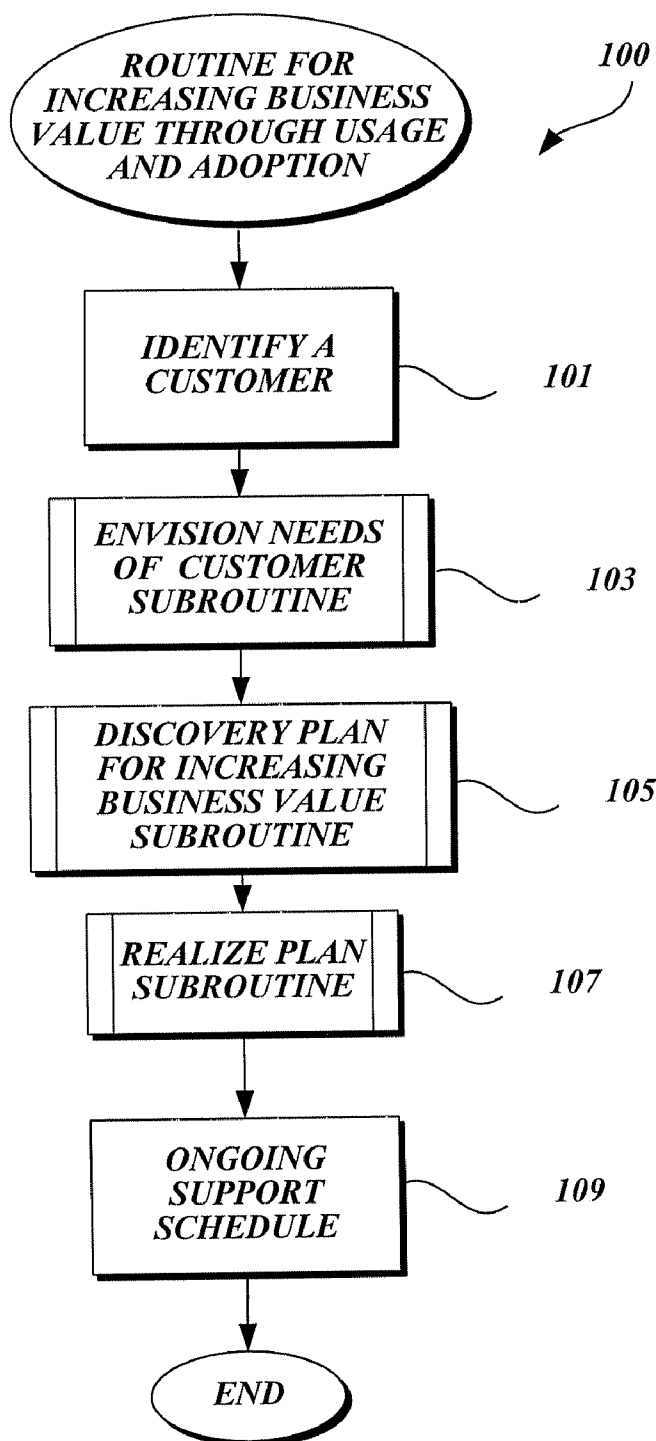 ROUTINE FOR
INCREASING BUSINESS
VALUE THROUGH USAGE
AND ADOPTION
100
IDENTIFY A
CUSTOMER
101
ENVISION NEEDS
OF CUSTOMER
SUBROUTINE
103
DISCOVERY PLAN
FOR INCREASING
BUSINESS VALUE
SUBROUTINE
105
REALIZE PLAN
SUBROUTINE
107
ONGOING
SUPPORT
SCHEDULE
109
END